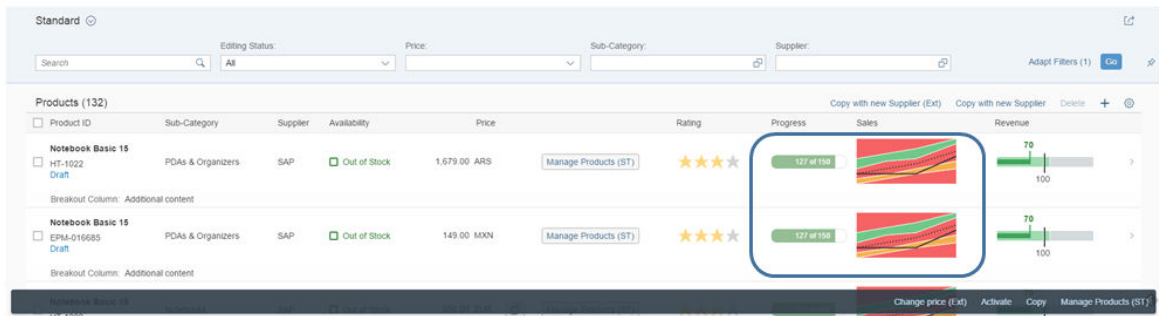 Standard
Editing Status: Price: Sub-Category: Supplier:
Search All Adapt Filters (1) Go
Products (132) Copy with new Supplier (Ext) Copy with new Supplier Delete
Product ID Sub-Category Supplier Availability Price Rating Progress Sales Revenue
Notebook Basic 15
HT-1022 PDAs & Organizers SAP Out of Stock 1,679.00 ARS Manage Products (ST) 127 of 150 70 100
Draft
Breakout Column: Additional content
Notebook Basic 15
EPM-016685 PDAs & Organizers SAP Out of Stock 149.00 MXN Manage Products (ST) 127 of 150 70 100
Draft
Breakout Column: Additional content
Notebook Basic 15
Change price (Ext) Activate Copy Manage Products (ST)